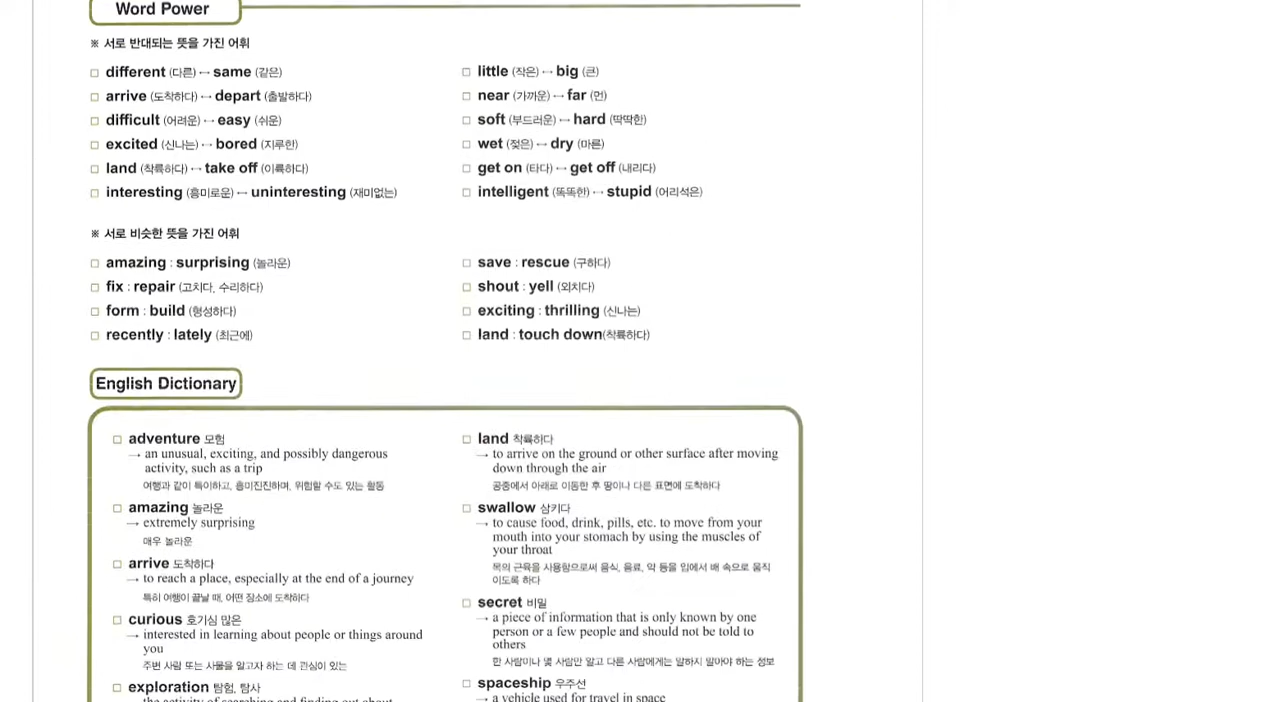 Word Power
※ 서로 반대되는 뜻을 가진 어휘
□ different (다른) ↔ same (같은)
□ arrive (도착하다) ↔ depart (출발하다)
□ difficult (어려운) ↔ easy (쉬운)
□ excited (신나는) ↔ bored (지루한)
□ land (착륙하다) ↔ take off (이륙하다)
□ interesting (흥미로운) ↔ uninteresting (재미없는)
□ little (작은) ↔ big (큰)
□ near (가까운) ↔ far (먼)
□ soft (부드러운) ↔ hard (딱딱한)
□ wet (젖은) ↔ dry (마른)
□ get on (타다) ↔ get off (내리다)
□ intelligent (똑똑한) ↔ stupid (어리석은)
※ 서로 비슷한 뜻을 가진 어휘
□ amazing : surprising (놀라운)
□ fix : repair (고치다, 수리하다)
□ form : build (형성하다)
□ recently : lately (최근에)
□ save : rescue (구하다)
□ shout : yell (외치다)
□ exciting : thrilling (신나는)
□ land : touch down(착륙하다)
English Dictionary
□ adventure 모험
→ an unusual, exciting, and possibly dangerous
activity, such as a trip
여행과 같이 특이하고, 흥미진진하며, 위험할 수도 있는 활동
□ amazing 놀라운
→ extremely surprising
매우 놀라운
□ arrive 도착하다
→ to reach a place, especially at the end of a journey
특히 여행이 끝날 때, 어떤 장소에 도착하다
□ curious 호기심 많은
→ interested in learning about people or things around
you
주변 사람 또는 사물을 알고자 하는 데 관심이 있는
□ exploration 탐험, 탐사
the activity of searching and finding out about
□ land 착륙하다
→ to arrive on the ground or other surface after moving
down through the air
공중에서 아래로 이동한 후 땅이나 다른 표면에 도착하다
□ swallow 삼키다
→ to cause food, drink, pills, etc. to move from your
mouth into your stomach by using the muscles of
your throat
목의 근육을 사용함으로써 음식, 음료, 약 등을 입에서 배 속으로 움직
이도록 하다
□ secret 비밀
→ a piece of information that is only known by one
person or a few people and should not be told to
others
한 사람이나 몇 사람만 알고 다른 사람에게는 말하지 말아야 하는 정보
□ spaceship 우주선
→ a vehicle used for travel in space